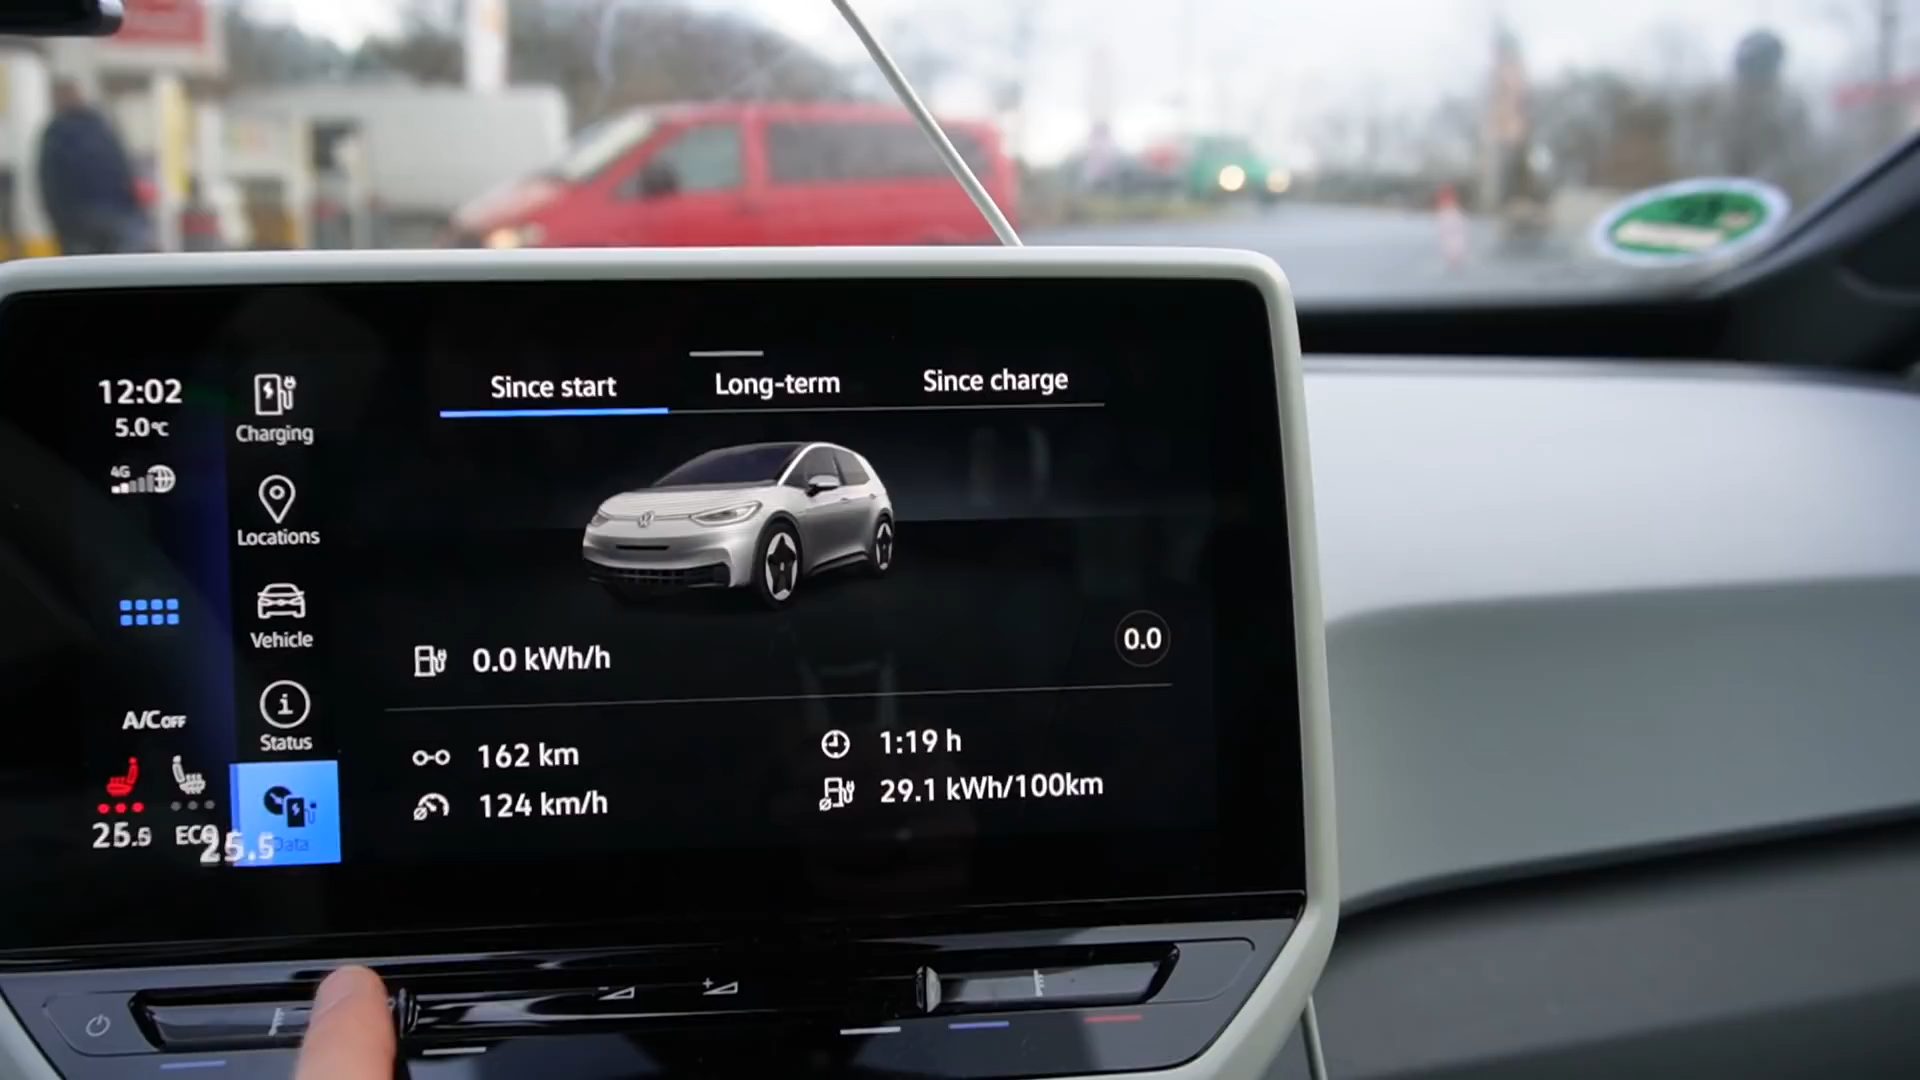 Since start Long-term Since charge
12:02
5.0°C
4G
Charging
Locations
Vehicle
Status
Data
A/C OFF
25.5 ECO
25.5
0.0 kWh/h
0.0
162 km
1:19 h
124 km/h
29.1 kWh/100km